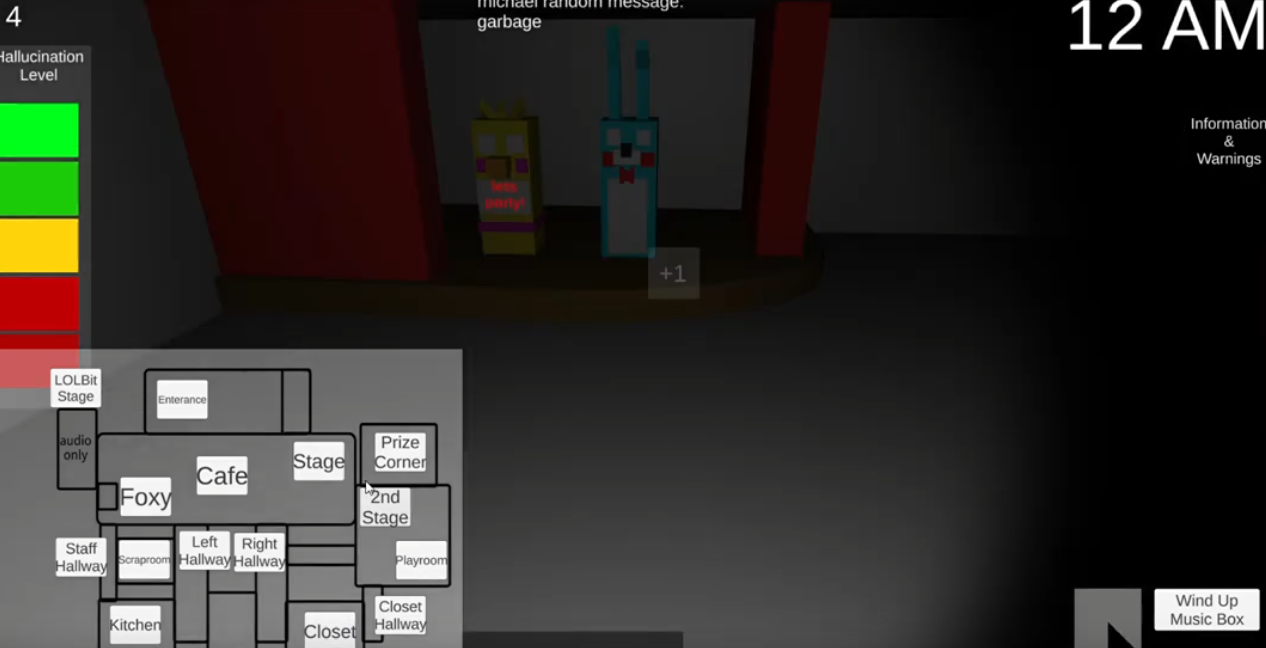 michael random message:
garbage
4
12 AM
Hallucination
Level
Information
&
Warnings
less
party!
+1
LOLBit
Stage
audio
only
Enterance
Stage
Prize
Corner
Cafe
Foxy
2nd
Stage
Staff
Hallway
Scraproom
Left
Hallway
Right
Hallway
Playroom
Kitchen
Closet
Closet
Hallway
Wind Up
Music Box